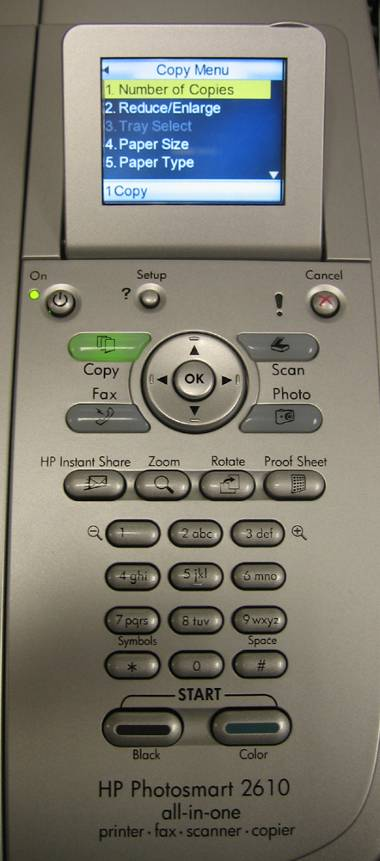 Copy Menu
1. Number of Copies
2. Reduce/Enlarge
3. Tray Select
4. Paper Size
5. Paper Type
1 Copy
On
Setup
Cancel
?
!
Copy
OK
Scan
Fax
Photo
HP Instant Share
Zoom
Rotate
Proof Sheet
1
2 abc
3 def
4 ghi
5 jkl
6 mno
7 pqrs
8 tuv
9 wxyz
Symbols
Space
*
0
#
START
Black
Color
HP Photosmart 2610
all-in-one
printer · fax · scanner · copier